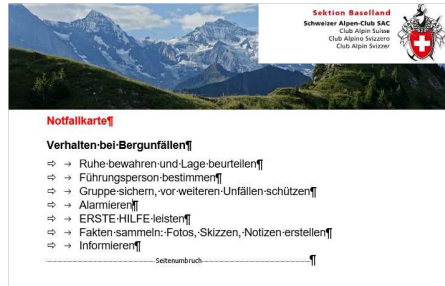 Sektion Baselland
Schweizer Alpen-Club SAC
Club Alpin Suisse
Club Alpino Svizzero
Club Alpin Svizzer
Notfallkarte¶
Verhalten·bei·Bergunfällen¶
⇨ → Ruhe·bewahren·und·Lage·beurteilen¶
⇨ → Führungsperson·bestimmen¶
⇨ → Gruppe·sichern,·vor·weiteren·Unfällen·schützen¶
⇨ → Alarmieren¶
⇨ → ERSTE·HILFE·leisten¶
⇨ → Fakten·sammeln:·Fotos,·Skizzen,·Notizen·erstellen¶
⇨ → Informieren¶
Seitenumbruch¶